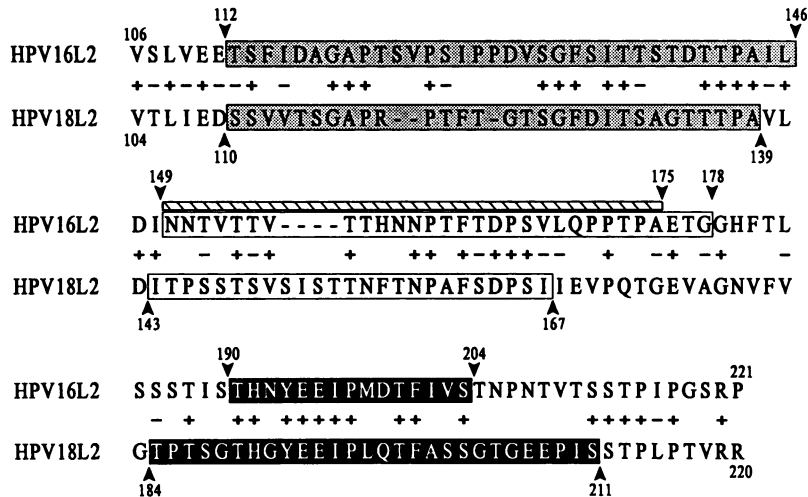 112 146
106
HPV16L2 VSLVEETSFIDAGAPTSVPSIPPDVSGFSITTSTDTTPAIL
+-+-+--- - +++ +- +++ ++- +++++-+
HPV18L2 VTLIEDSSVVTSGAPR--PTFT-GTSGFDITSAGTTTPAVL
104
110 139
149 175 178
HPV16L2 DINNTVTTV----TTHNNPTFTDPSVLQPPTPAETGGHFTL
++ - +- + +++-+-+++-- + - -+ -
HPV18L2 DITPSSTSVSISTTNFTNPAFSDPSIIEVPQTGEVAGNVFV
143 167
190 204
HPV16L2 SSSTISTHNYEEIPMDTFIVSTNPNTVTSSTPIPGSRP
221
- + ++ +++++ ++ + ++++-+ +
HPV18L2 GTPTSGTHGYEEIPLQTFASSGTGEEPISSTPLPTVRR
184 211 220